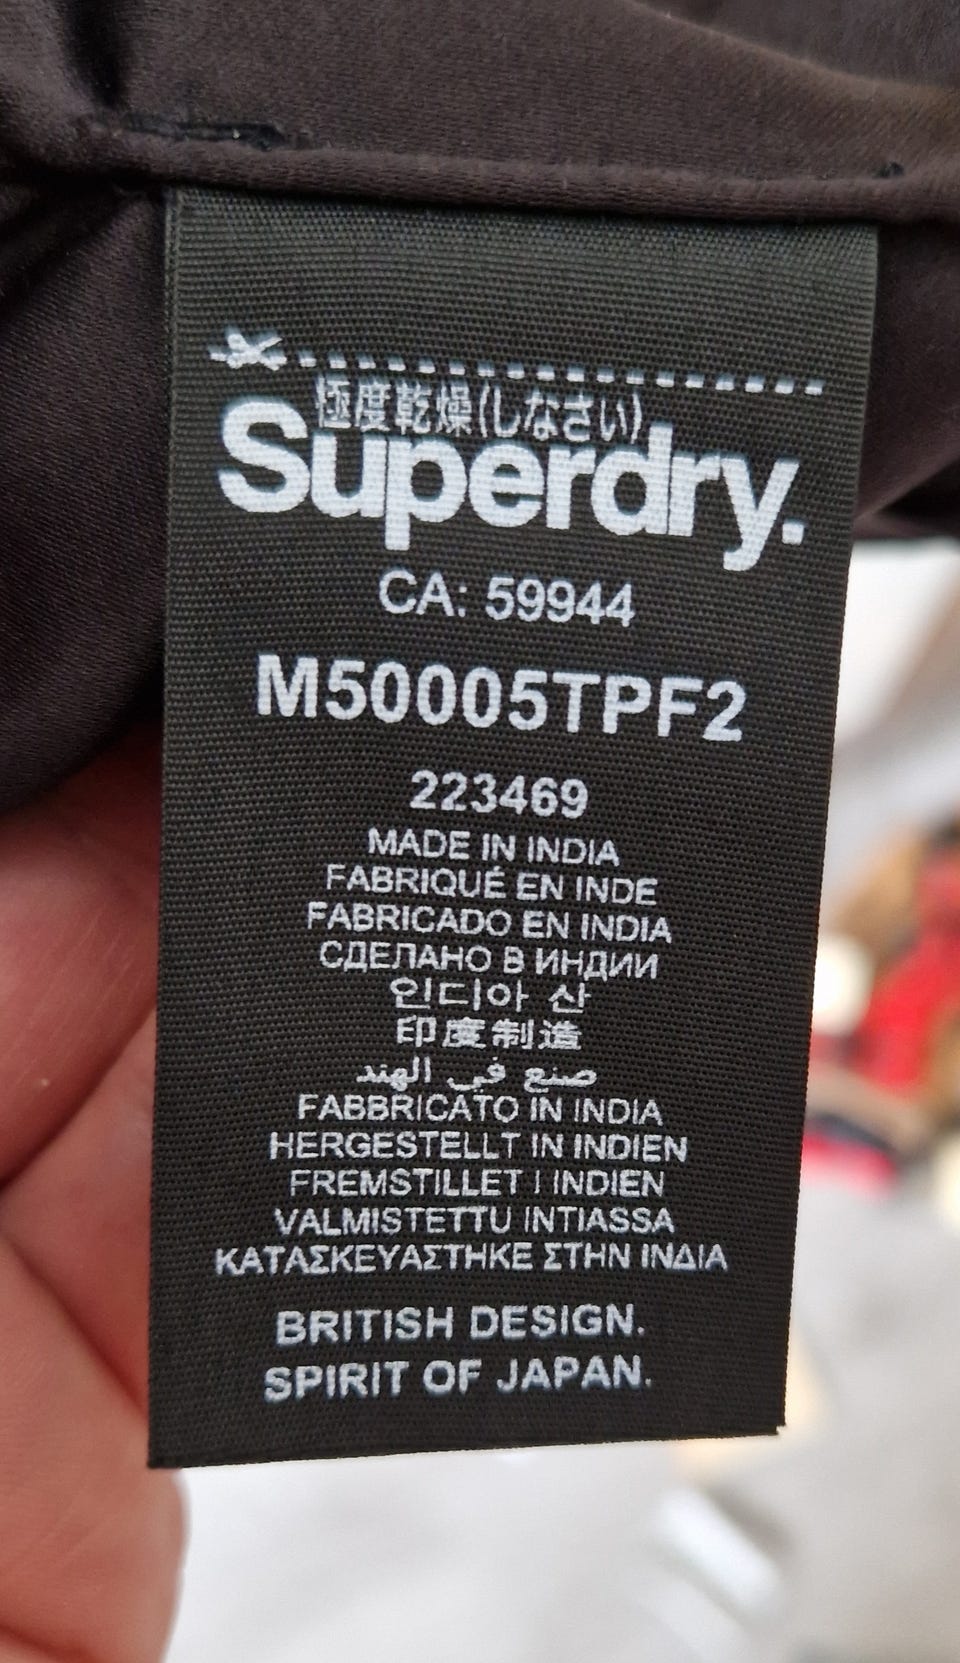 極度乾燥(しなさい)
Superdry.
CA: 59944
M50005TPF2
223469
MADE IN INDIA
FABRIQUÉ EN INDE
FABRICADO EN INDIA
СДЕЛАНО В ИНДИИ
인디아 산
印度制造
صنع في الهند
FABBRICATO IN INDIA
HERGESTELLT IN INDIEN
FREMSTILLET I INDIEN
VALMISTETTU INTIASSA
ΚΑΤΑΣΚΕΥΑΣΤΗΚΕ ΣΤΗΝ ΙΝΔΙΑ
BRITISH DESIGN.
SPIRIT OF JAPAN.